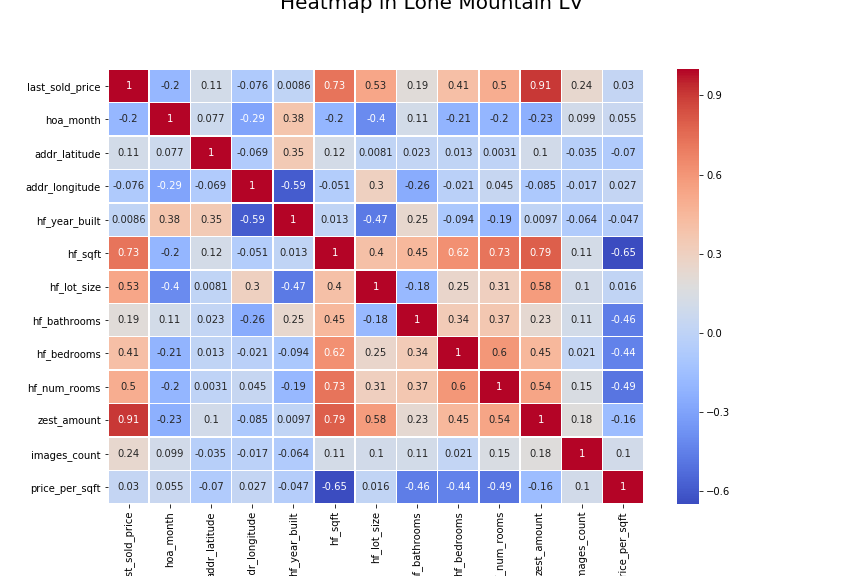 Heatmap in Lone Mountain LV
last_sold_price 1 -0.2 0.11 -0.076 0.0086 0.73 0.53 0.19 0.41 0.5 0.91 0.24 0.03
hoa_month -0.2 1 0.077 -0.29 0.38 -0.2 -0.4 0.11 -0.21 -0.2 -0.23 0.099 0.055
addr_latitude 0.11 0.077 1 -0.069 0.35 0.12 0.0081 0.023 0.013 0.0031 0.1 -0.035 -0.07
addr_longitude -0.076 -0.29 -0.069 1 -0.59 -0.051 0.3 -0.26 -0.021 0.045 -0.085 -0.017 0.027
hf_year_built 0.0086 0.38 0.35 -0.59 1 0.013 -0.47 0.25 -0.094 -0.19 0.0097 -0.064 -0.047
hf_sqft 0.73 -0.2 0.12 -0.051 0.013 1 0.4 0.45 0.62 0.73 0.79 0.11 -0.65
hf_lot_size 0.53 -0.4 0.0081 0.3 -0.47 0.4 1 -0.18 0.25 0.31 0.58 0.1 0.016
hf_bathrooms 0.19 0.11 0.023 -0.26 0.25 0.45 -0.18 1 0.34 0.37 0.23 0.11 -0.46
hf_bedrooms 0.41 -0.21 0.013 -0.021 -0.094 0.62 0.25 0.34 1 0.6 0.45 0.021 -0.44
hf_num_rooms 0.5 -0.2 0.0031 0.045 -0.19 0.73 0.31 0.37 0.6 1 0.54 0.15 -0.49
zest_amount 0.91 -0.23 0.1 -0.085 0.0097 0.79 0.58 0.23 0.45 0.54 1 0.18 -0.16
images_count 0.24 0.099 -0.035 -0.017 -0.064 0.11 0.1 0.11 0.021 0.15 0.18 1 0.1
price_per_sqft 0.03 0.055 -0.07 0.027 -0.047 -0.65 0.016 -0.46 -0.44 -0.49 -0.16 0.1 1
st_sold_price
hoa_month
addr_latitude
dr_longitude
hf_year_built
hf_sqft
hf_lot_size
f_bathrooms
hf_bedrooms
_num_rooms
zest_amount
mages_count
rice_per_sqft
0.9
0.6
0.3
0.0
−0.3
−0.6